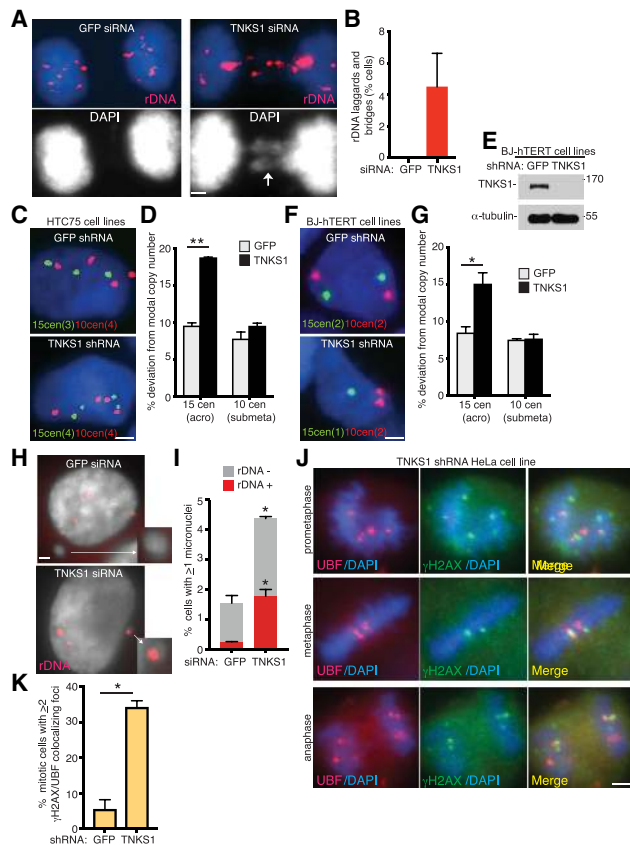 A
GFP siRNA
TNKS1 siRNA
rDNA
rDNA
DAPI
DAPI
B
rDNA laggards and
bridges (% cells)
8
6
4
2
0
siRNA: GFP TNKS1
E
BJ-hTERT cell lines
shRNA: GFP TNKS1
TNKS1-
-170
α-tubulin-
-55
C
HTC75 cell lines
GFP shRNA
15cen(3)10cen(4)
TNKS1 shRNA
15cen(4)10cen(4)
D
% deviation from modal copy number
20
15
10
5
0
**
GFP
TNKS1
15 cen
(acro)
10 cen
(submeta)
F
BJ-hTERT cell lines
GFP shRNA
15cen(2)10cen(2)
TNKS1 shRNA
15cen(1)10cen(2)
G
% deviation from modal copy number
20
15
10
5
0
*
GFP
TNKS1
15 cen
(acro)
10 cen
(submeta)
H
GFP siRNA
TNKS1 siRNA
rDNA
I
rDNA -
rDNA +
% cells with ≥1 micronuclei
5
4
3
2
1
0
*
*
siRNA: GFP TNKS1
J
TNKS1 shRNA HeLa cell line
prometaphase
UBF/DAPI
γH2AX/DAPI
Merge
metaphase
UBF/DAPI
γH2AX/DAPI
Merge
anaphase
UBF/DAPI
γH2AX/DAPI
Merge
K
% mitotic cells with ≥2
γH2AX/UBF colocalizing foci
40
30
20
10
0
*
shRNA: GFP TNKS1